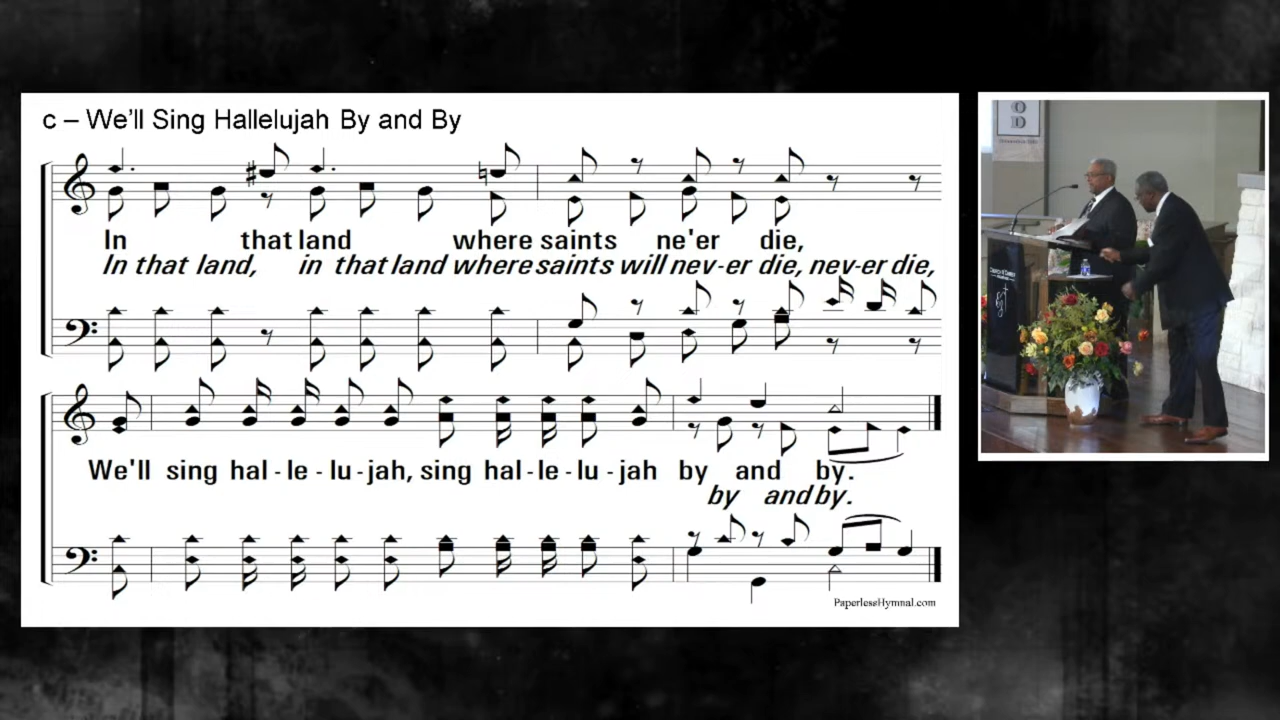 c – We'll Sing Hallelujah By and By
In that land where saints ne'er die,
In that land, in that land where saints will nev-er die, nev-er die,
We'll sing hal - le - lu - jah, sing hal - le - lu - jah by and by.
by and by.
PaperlessHymnal.com
O D